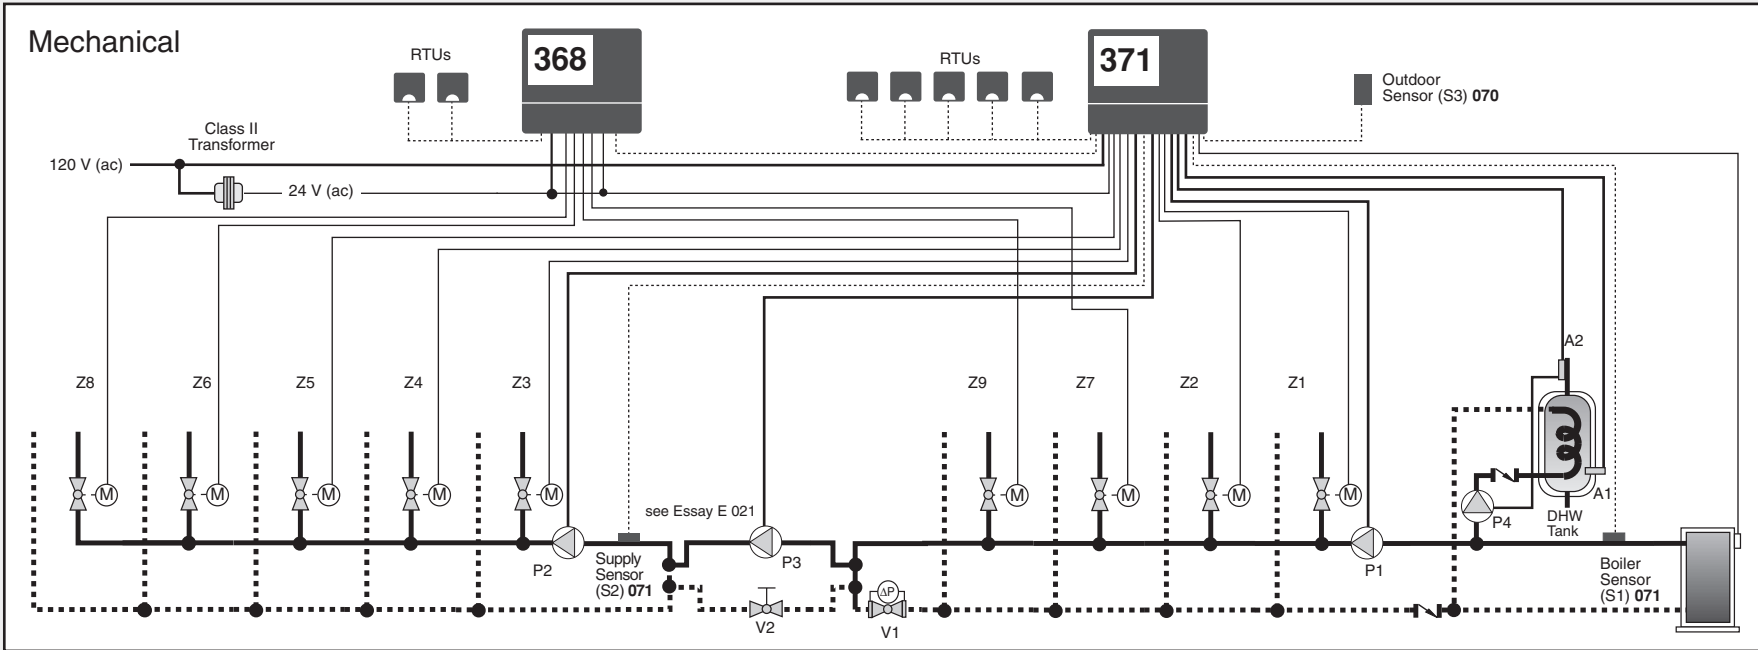 Mechanical
RTUs
368
RTUs
371
Outdoor
Sensor (S3) 070
Class II
Transformer
120 V (ac)
24 V (ac)
Z8
Z6
Z5
Z4
Z3
Z9
Z7
Z2
Z1
A2
M
M
M
M
M
M
M
M
M
A1
see Essay E 021
P4
DHW
Tank
P2
Supply
Sensor
(S2) 071
P3
P1
Boiler
Sensor
(S1) 071
ΔP
V2
V1